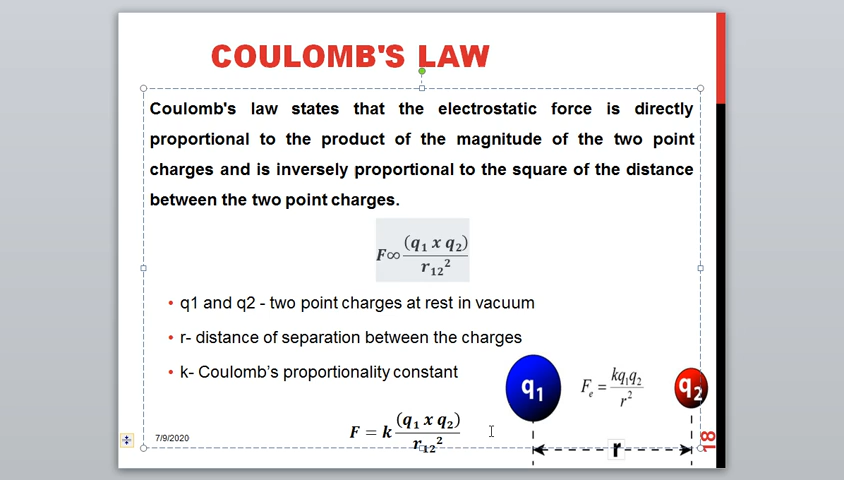 COULOMB'S LAW
Coulomb's law states that the electrostatic force is directly
proportional to the product of the magnitude of the two point
charges and is inversely proportional to the square of the distance
between the two point charges.
F∞ (q₁ x q₂) / r₁₂²
• q1 and q2 - two point charges at rest in vacuum
• r- distance of separation between the charges
• k- Coulomb's proportionality constant
q₁
Fₑ = kq₁q₂ / r²
q₂
F = k (q₁ x q₂) / r₁₂²
r
7/9/2020
18